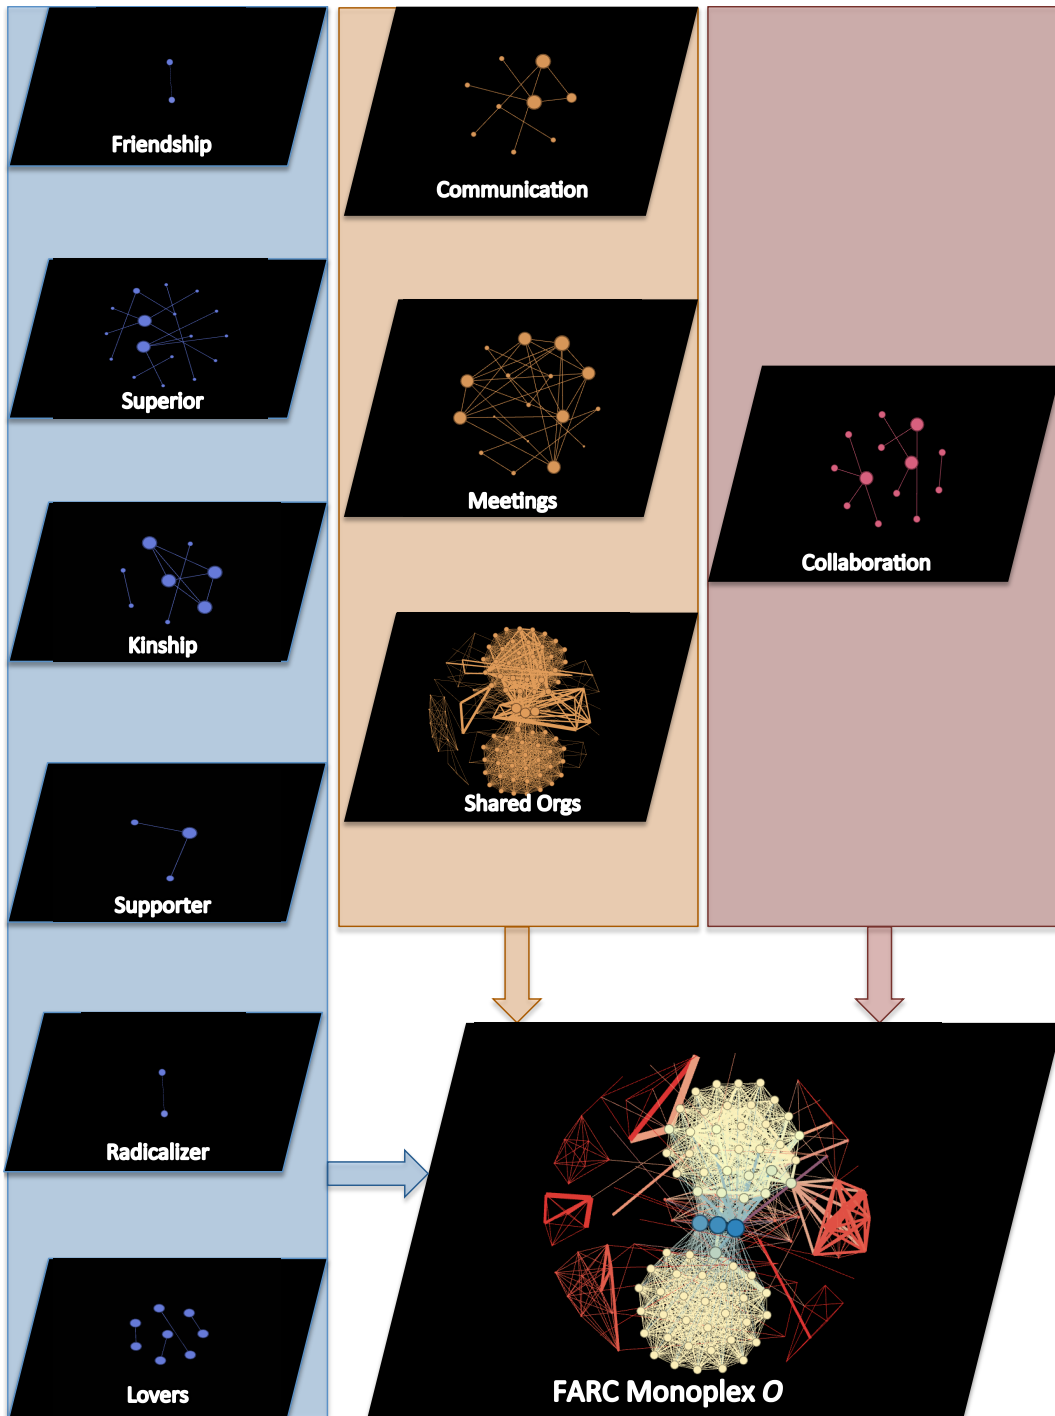 Friendship
Superior
Kinship
Supporter
Radicalizer
Lovers
Communication
Meetings
Shared Orgs
Collaboration
FARC Monoplex O